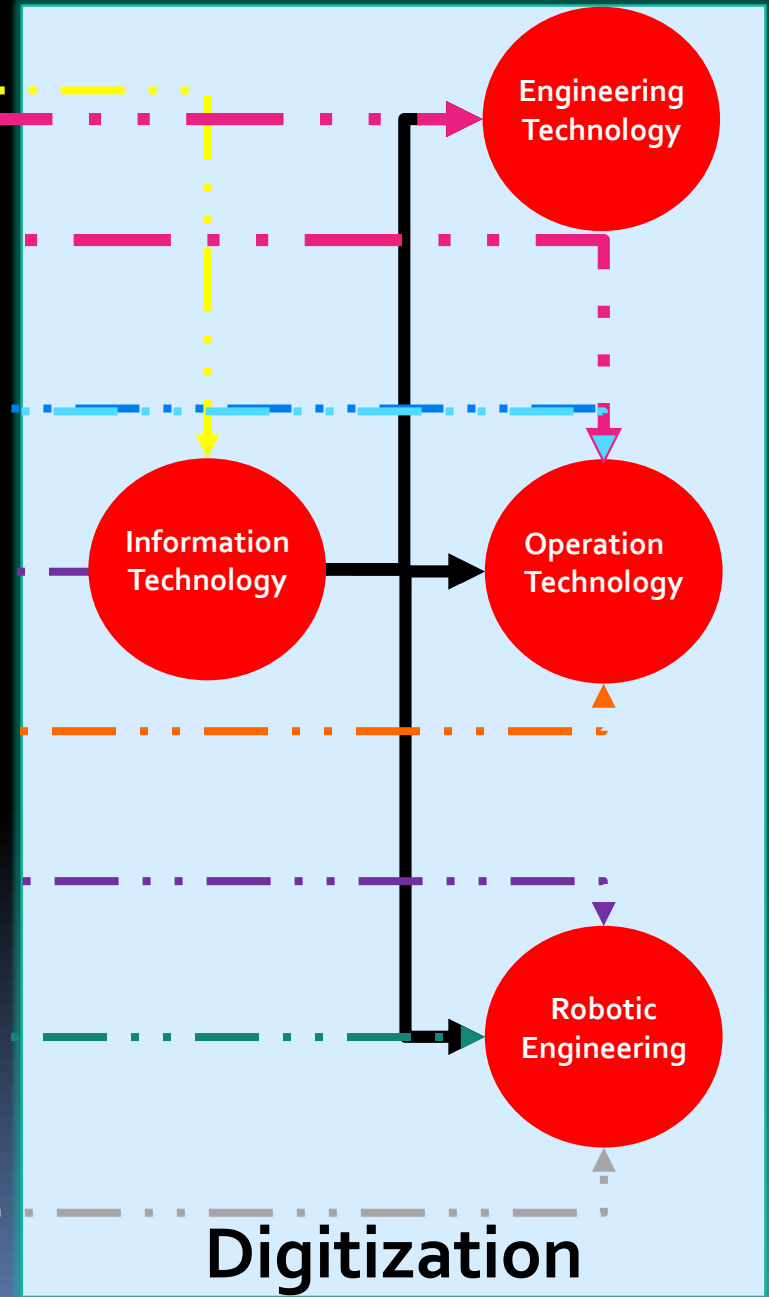 Engineering
Technology
Information
Technology
Operation
Technology
Robotic
Engineering
Digitization